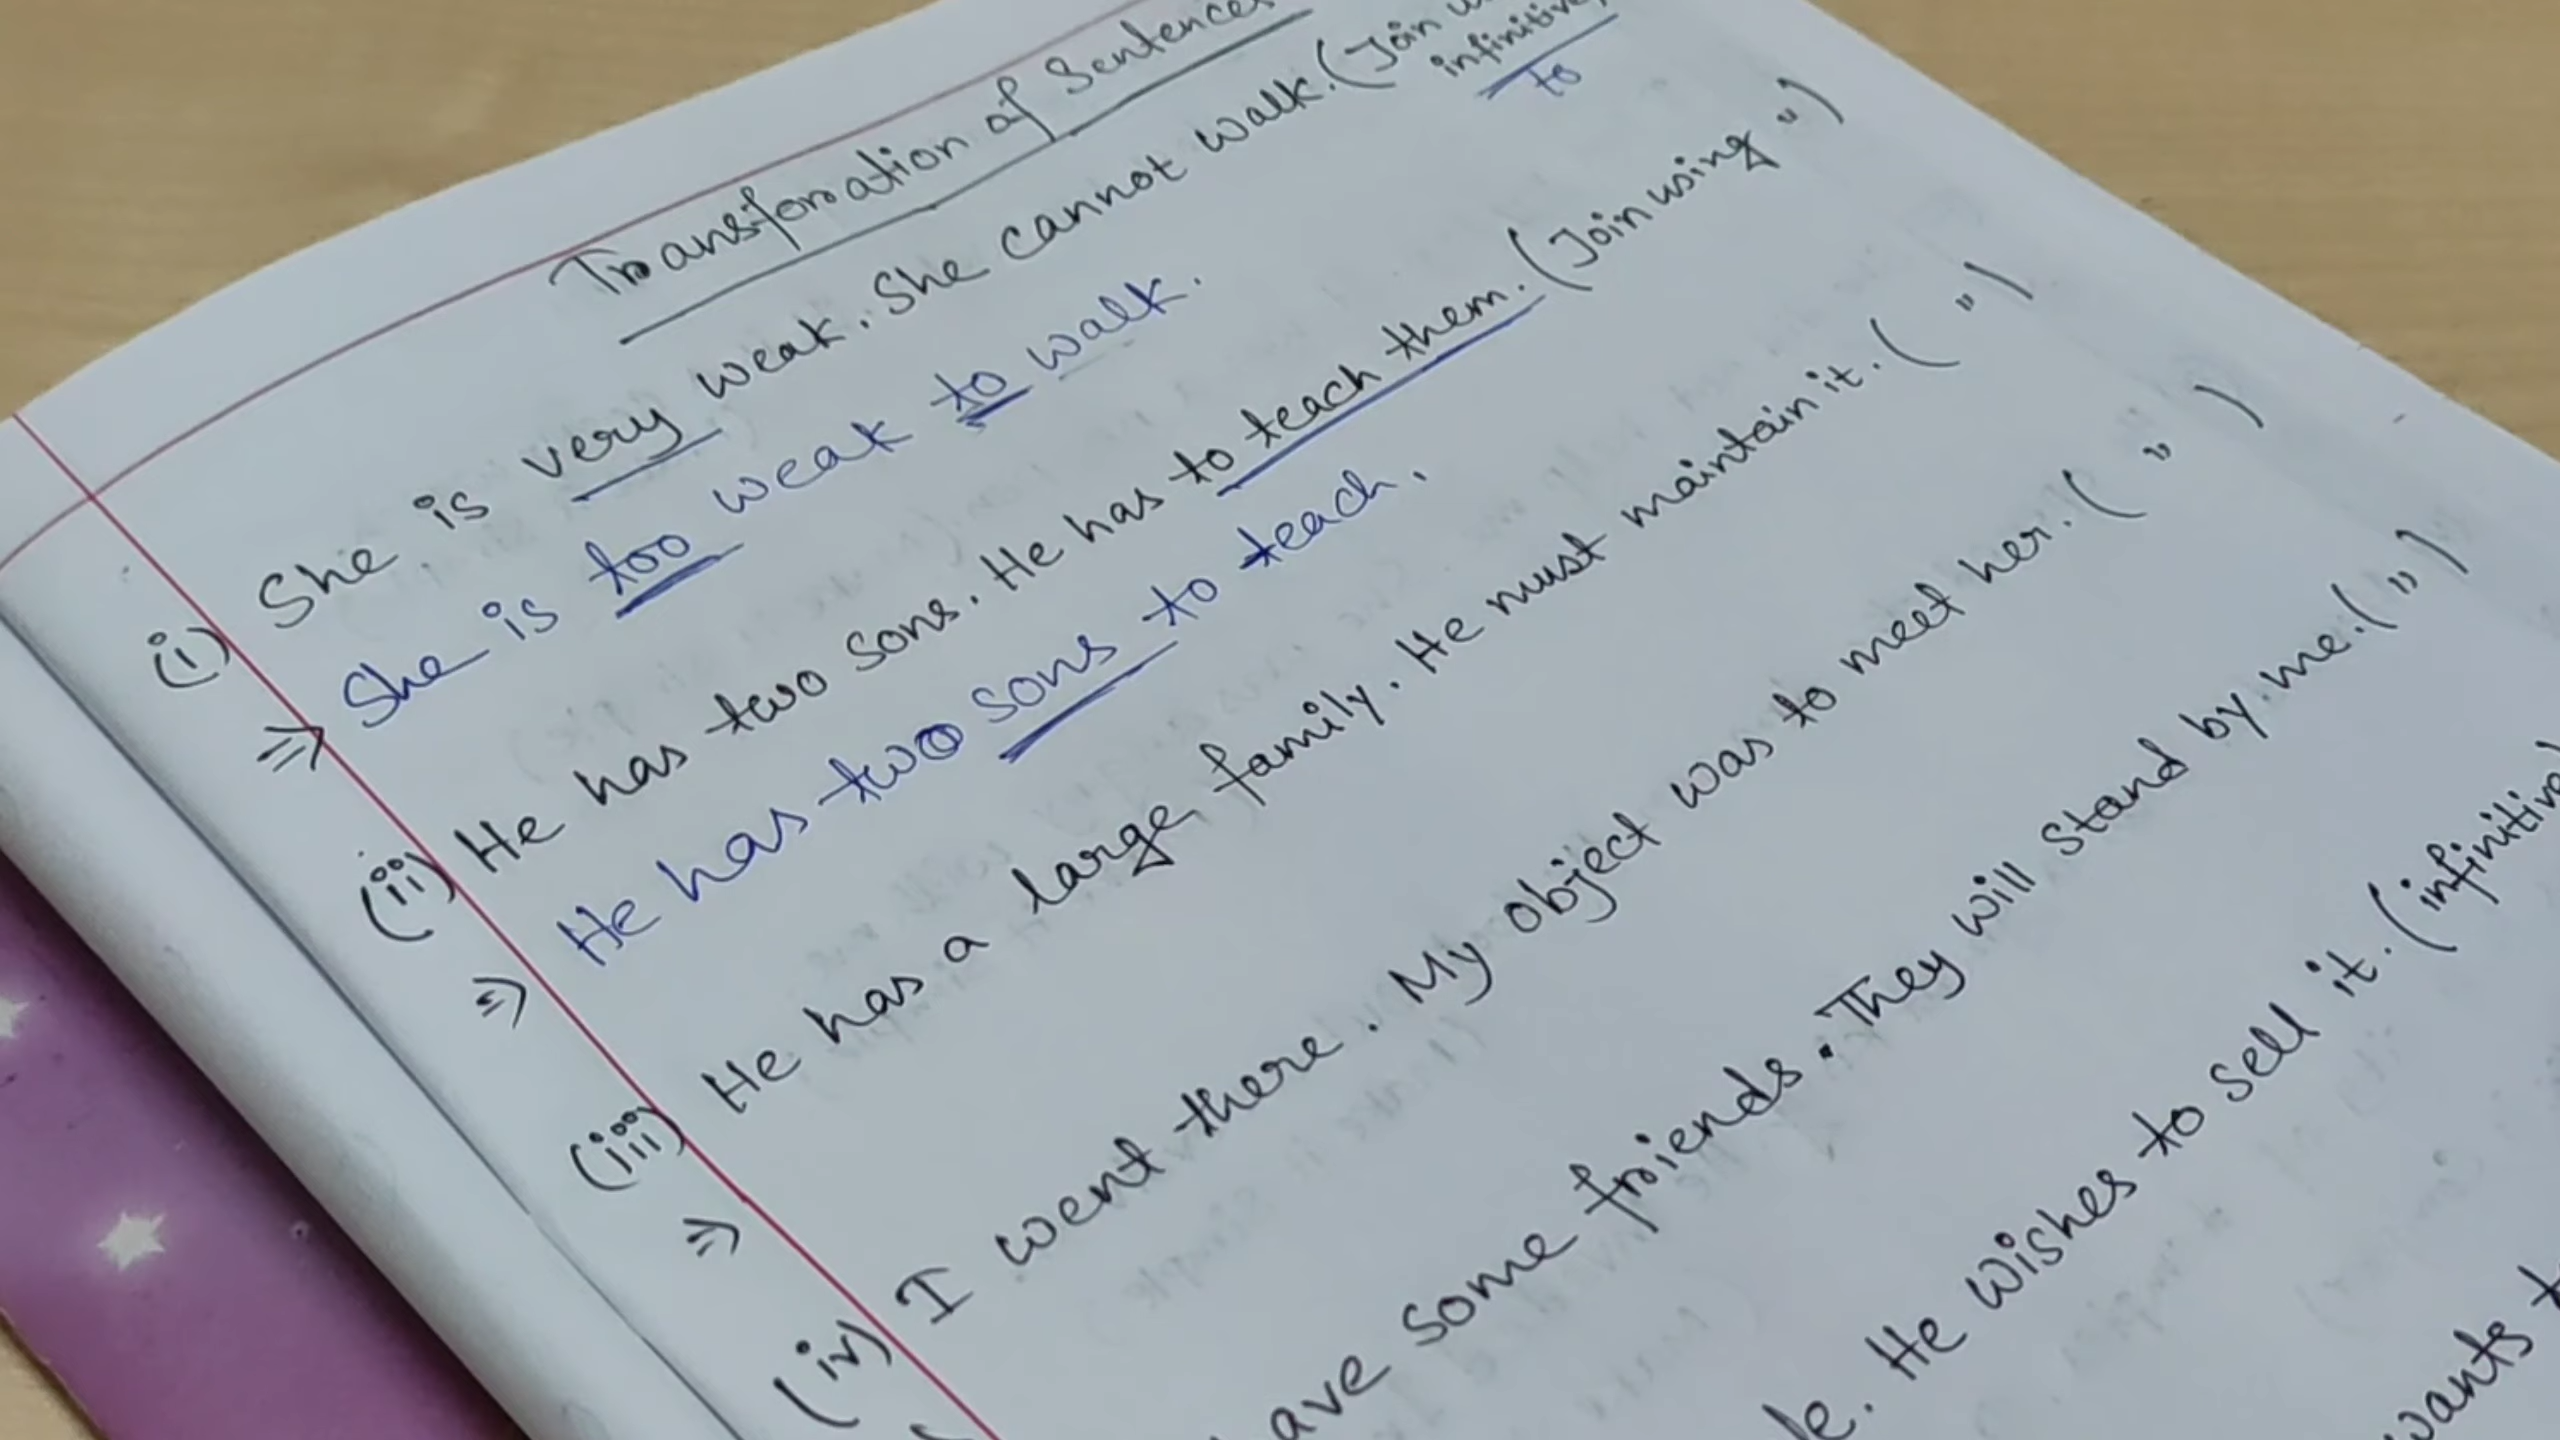 Transforation of Sentences
(i) She is very weak. She cannot walk. (Join
infinitive)
to
⇒ She is too weak to walk.
(ii) He has two sons. He has to teach them. (Join using ")
⇒ He has two sons to teach.
(iii) He has a large family. He must maintain it. ( " )
⇒
(iv) I went there. My object was to meet her. ( " )
some friends. They will stand by me. ( " )
He wishes to sell it. (infinitive)
wants